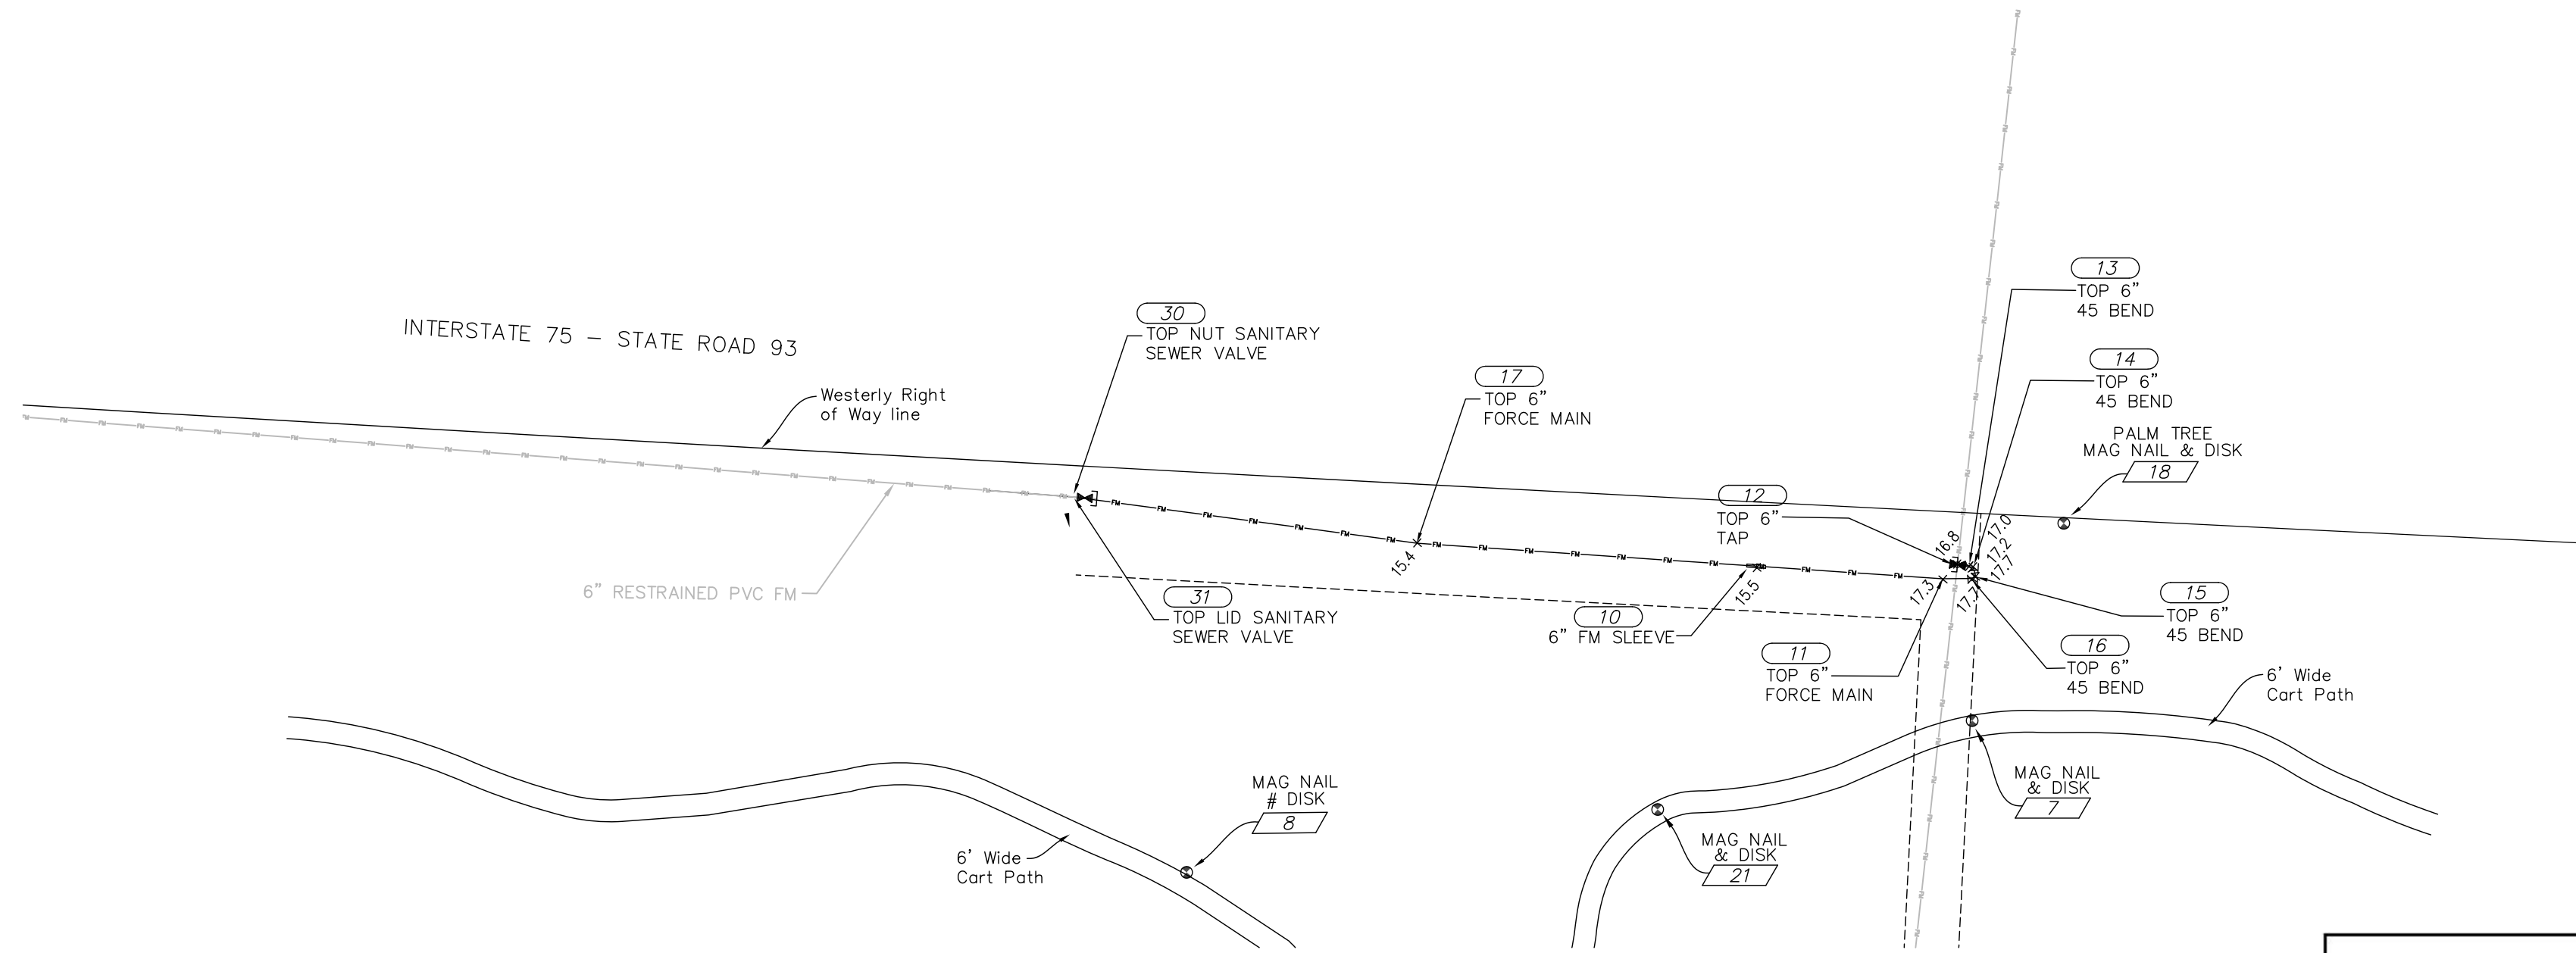 INTERSTATE 75 – STATE ROAD 93
Westerly Right
of Way line
6” RESTRAINED PVC FM
30
TOP NUT SANITARY
SEWER VALVE
31
TOP LID SANITARY
SEWER VALVE
17
TOP 6”
FORCE MAIN
15.4
FM
10
6” FM SLEEVE
15.5
12
TOP 6”
TAP
16.8
11
TOP 6”
FORCE MAIN
17.3
13
TOP 6”
45 BEND
14
TOP 6”
45 BEND
PALM TREE
MAG NAIL & DISK
18
17.0
17.2
17.7
17.7
15
TOP 6”
45 BEND
16
TOP 6”
45 BEND
6’ Wide
Cart Path
MAG NAIL
& DISK
7
MAG NAIL
& DISK
21
MAG NAIL
# DISK
8
6’ Wide
Cart Path